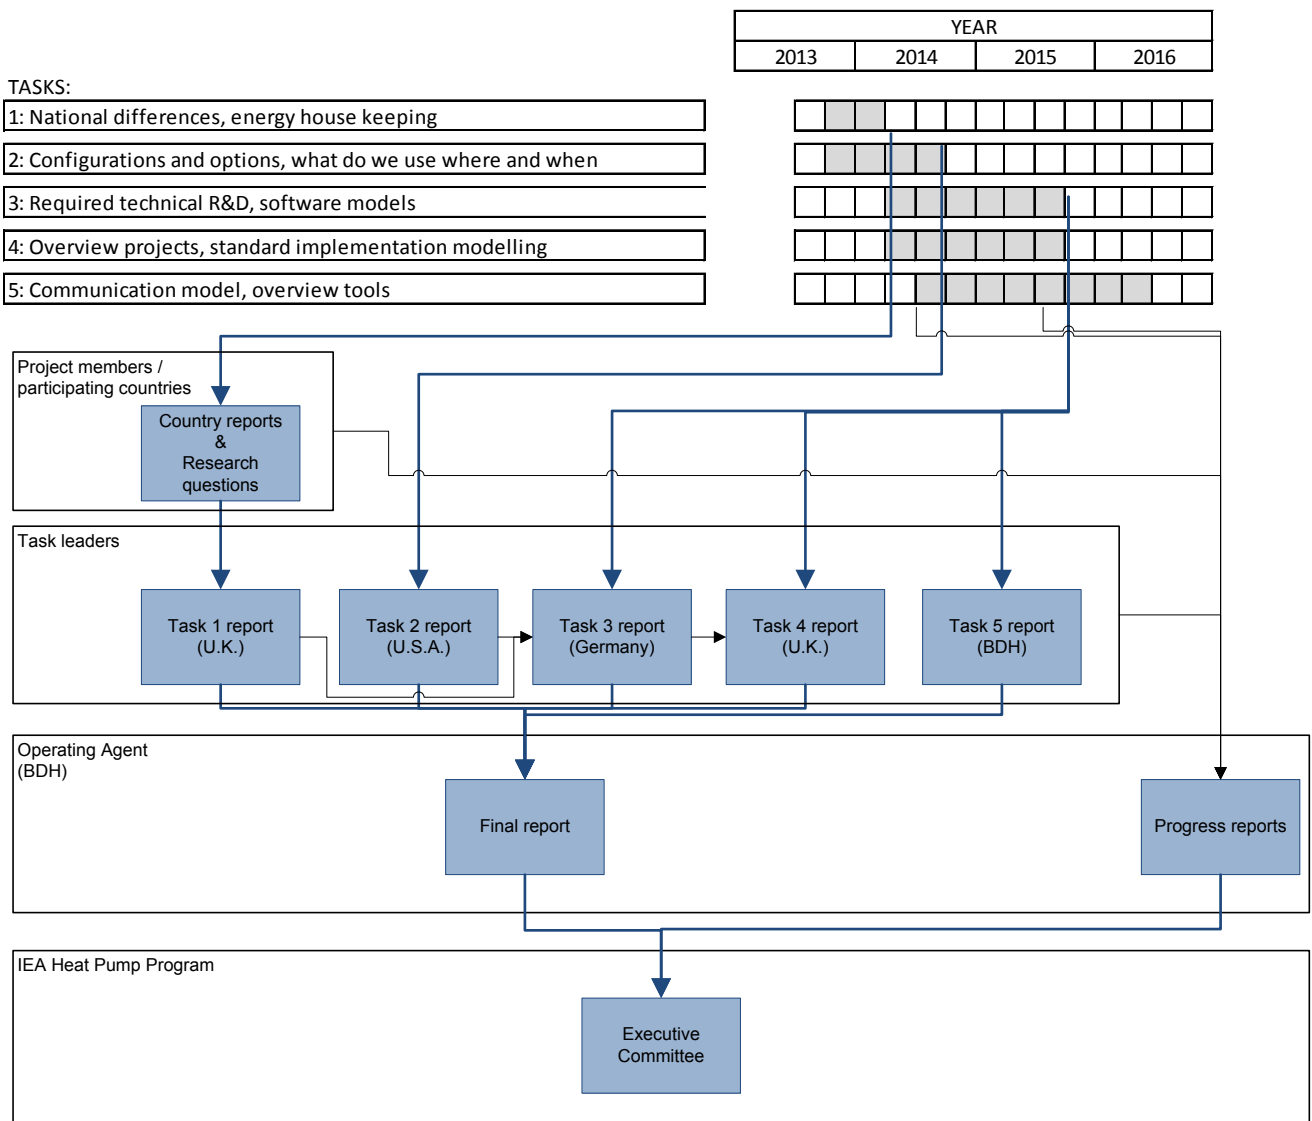 YEAR
2013 2014 2015 2016
TASKS:
1: National differences, energy house keeping
2: Configurations and options, what do we use where and when
3: Required technical R&D, software models
4: Overview projects, standard implementation modelling
5: Communication model, overview tools
Project members /
participating countries
Country reports
&
Research
questions
Task leaders
Task 1 report
(U.K.)
Task 2 report
(U.S.A.)
Task 3 report
(Germany)
Task 4 report
(U.K.)
Task 5 report
(BDH)
Operating Agent
(BDH)
Final report
Progress reports
IEA Heat Pump Program
Executive
Committee